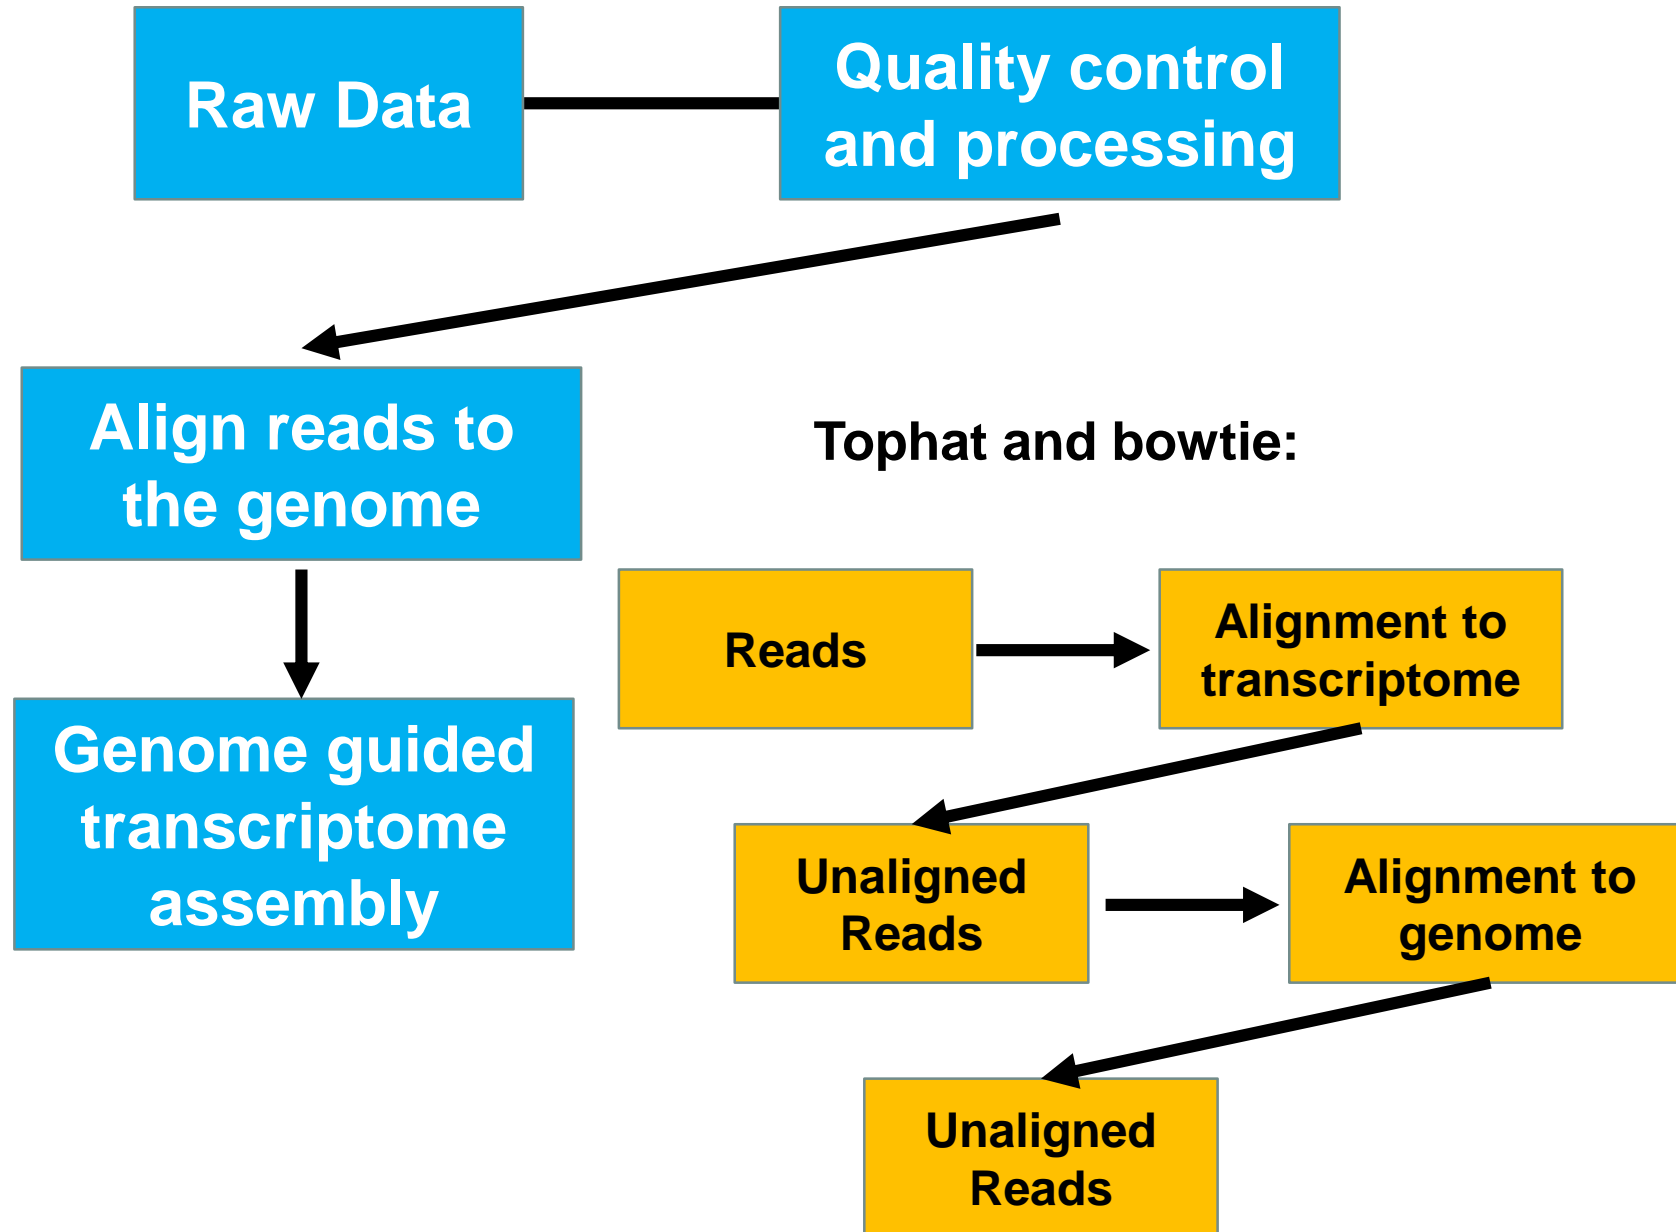 Raw Data
Quality control
and processing
Align reads to
the genome
Tophat and bowtie:
Genome guided
transcriptome
assembly
Reads
Alignment to
transcriptome
Unaligned
Reads
Alignment to
genome
Unaligned
Reads